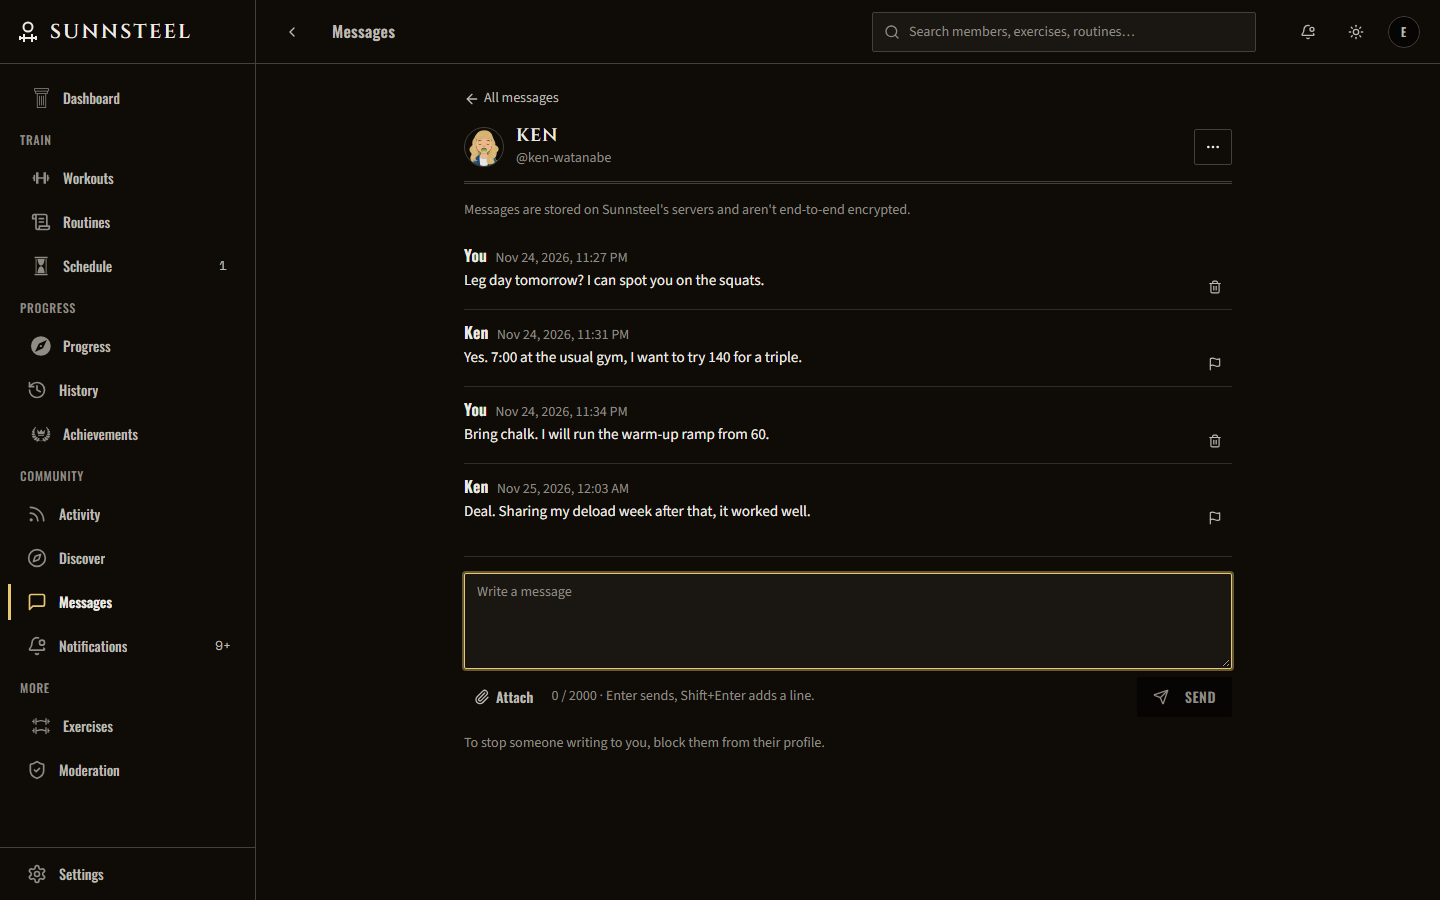 SUNNSTEEL
Messages
Search members, exercises, routines…
E
Dashboard
TRAIN
Workouts
Routines
Schedule 1
PROGRESS
Progress
History
Achievements
COMMUNITY
Activity
Discover
Messages
Notifications 9+
MORE
Exercises
Moderation
Settings
All messages
KEN
@ken-watanabe
Messages are stored on Sunnsteel's servers and aren't end-to-end encrypted.
You Nov 24, 2026, 11:27 PM
Leg day tomorrow? I can spot you on the squats.
Ken Nov 24, 2026, 11:31 PM
Yes. 7:00 at the usual gym, I want to try 140 for a triple.
You Nov 24, 2026, 11:34 PM
Bring chalk. I will run the warm-up ramp from 60.
Ken Nov 25, 2026, 12:03 AM
Deal. Sharing my deload week after that, it worked well.
Write a message
Attach 0 / 2000 · Enter sends, Shift+Enter adds a line. SEND
To stop someone writing to you, block them from their profile.